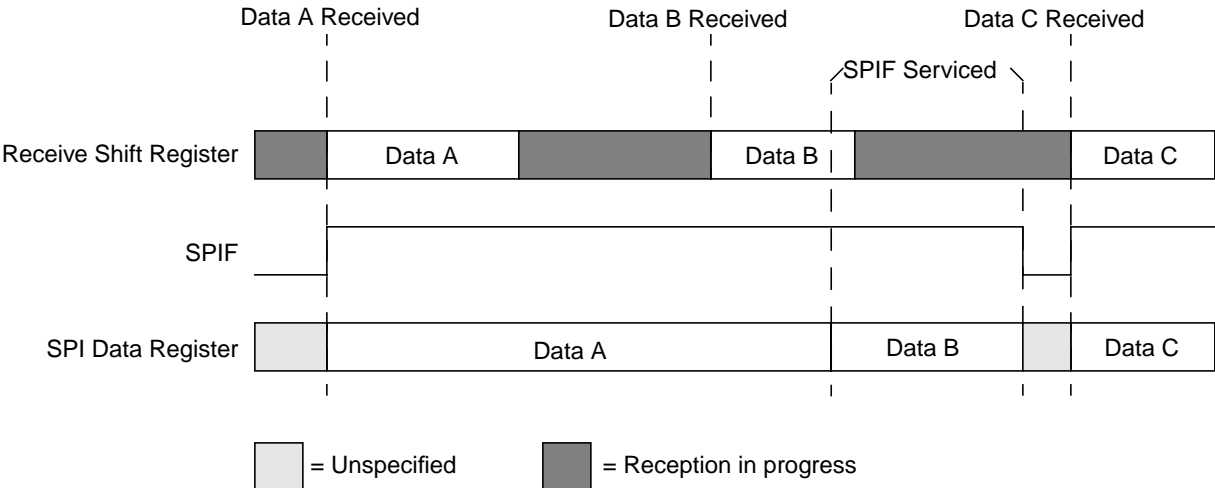 Data A Received
Data B Received
Data C Received
SPIF Serviced
Receive Shift Register
Data A
Data B
Data C
SPIF
SPI Data Register
Data A
Data B
Data C
= Unspecified
= Reception in progress